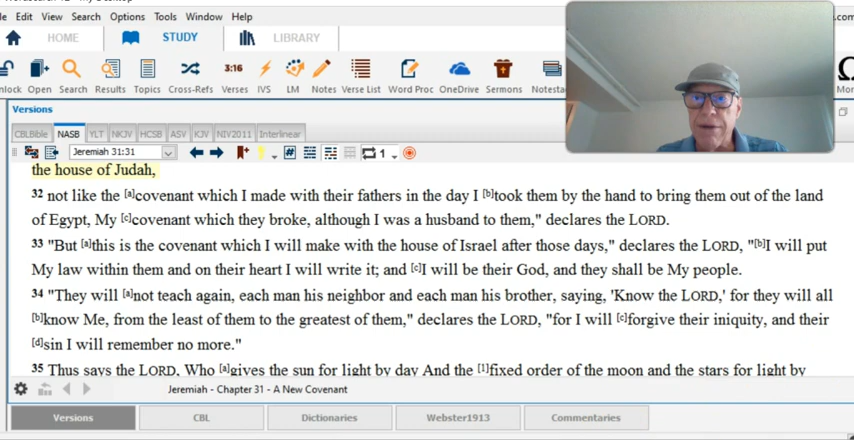 le Edit View Search Options Tools Window Help
HOME STUDY LIBRARY
3:16
nlock Open Search Results Topics Cross-Refs Verses IVS LM Notes Verse List Word Proc OneDrive Sermons Notesta
Versions
CBLBible NASB YLT NKJV HCSB ASV KJV NIV2011 Interlinear
Jeremiah 31:31 # 1
the house of Judah,
32 not like the [a]covenant which I made with their fathers in the day I [b]took them by the hand to bring them out of the land
of Egypt, My [c]covenant which they broke, although I was a husband to them," declares the LORD.
33 "But [a]this is the covenant which I will make with the house of Israel after those days," declares the LORD, "[b]I will put
My law within them and on their heart I will write it; and [c]I will be their God, and they shall be My people.
34 "They will [a]not teach again, each man his neighbor and each man his brother, saying, 'Know the LORD,' for they will all
[b]know Me, from the least of them to the greatest of them," declares the LORD, "for I will [c]forgive their iniquity, and their
[d]sin I will remember no more."
35 Thus says the LORD, Who [a]gives the sun for light by day And the [1]fixed order of the moon and the stars for light by
Jeremiah - Chapter 31 - A New Covenant
Versions CBL Dictionaries Webster1913 Commentaries
.com
Ω
Mor